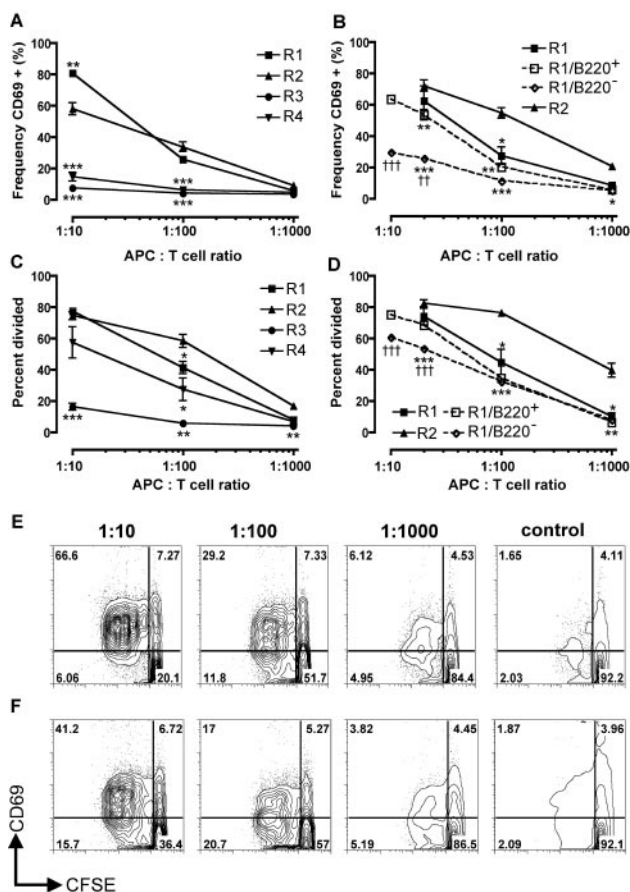 A
Frequency CD69 + (%)
100
80
60
40
20
0
**
***
***
***
***
R1
R2
R3
R4
1:10
1:100
1:1000
APC : T cell ratio
B
Frequency CD69 + (%)
100
80
60
40
20
0
R1
R1/B220+
R1/B220-
R2
**
*
†††
***
††
**
***
*
1:10
1:100
1:1000
APC : T cell ratio
C
Percent divided
100
80
60
40
20
0
R1
R2
R3
R4
*
***
*
**
**
1:10
1:100
1:1000
APC : T cell ratio
D
Percent divided
100
80
60
40
20
0
*
†††
***
†††
***
*
**
R1
R1/B220+
R2
R1/B220-
1:10
1:100
1:1000
APC : T cell ratio
E
1:10
1:100
1:1000
control
66.6
7.27
29.2
7.33
6.12
4.53
1.65
4.11
6.06
20.1
11.8
51.7
4.95
84.4
2.03
92.2
F
41.2
6.72
17
5.27
3.82
4.45
1.87
3.96
15.7
36.4
20.7
57
5.19
86.5
2.09
92.1
CD69
CFSE